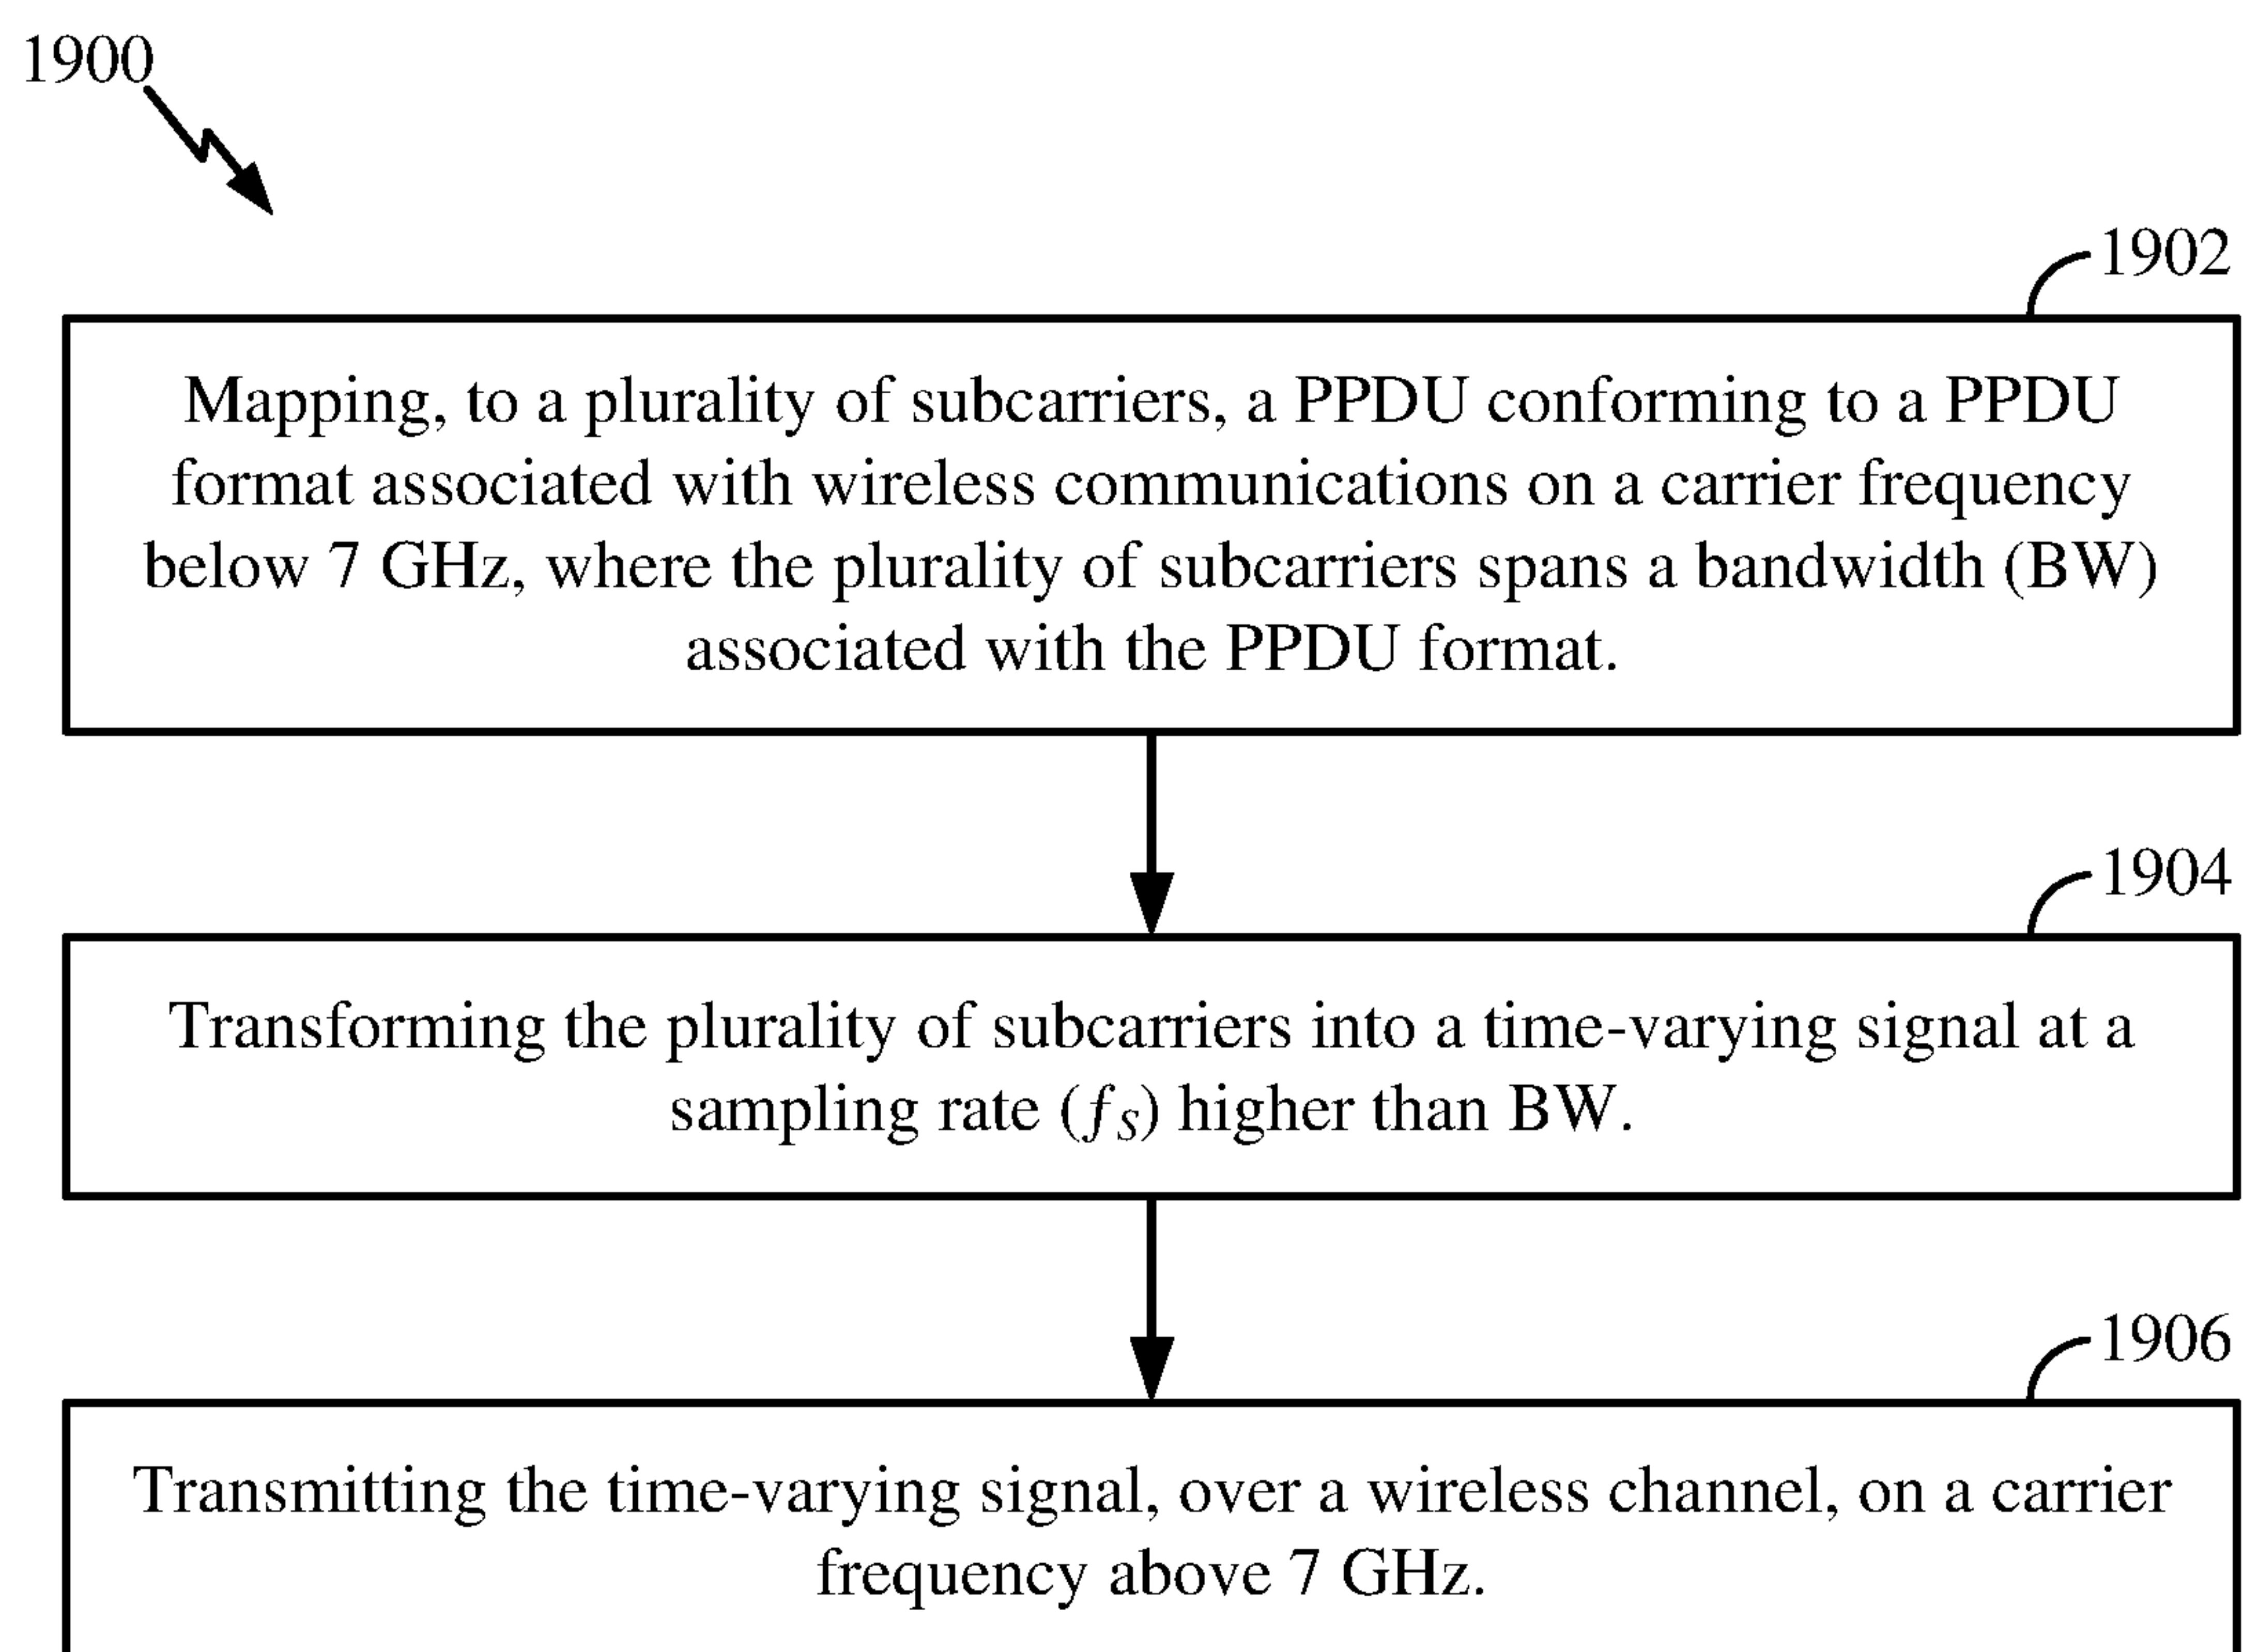 1900
1902
Mapping, to a plurality of subcarriers, a PPDU conforming to a PPDU
format associated with wireless communications on a carrier frequency
below 7 GHz, where the plurality of subcarriers spans a bandwidth (BW)
associated with the PPDU format.
1904
Transforming the plurality of subcarriers into a time-varying signal at a
sampling rate (fS) higher than BW.
1906
Transmitting the time-varying signal, over a wireless channel, on a carrier
frequency above 7 GHz.